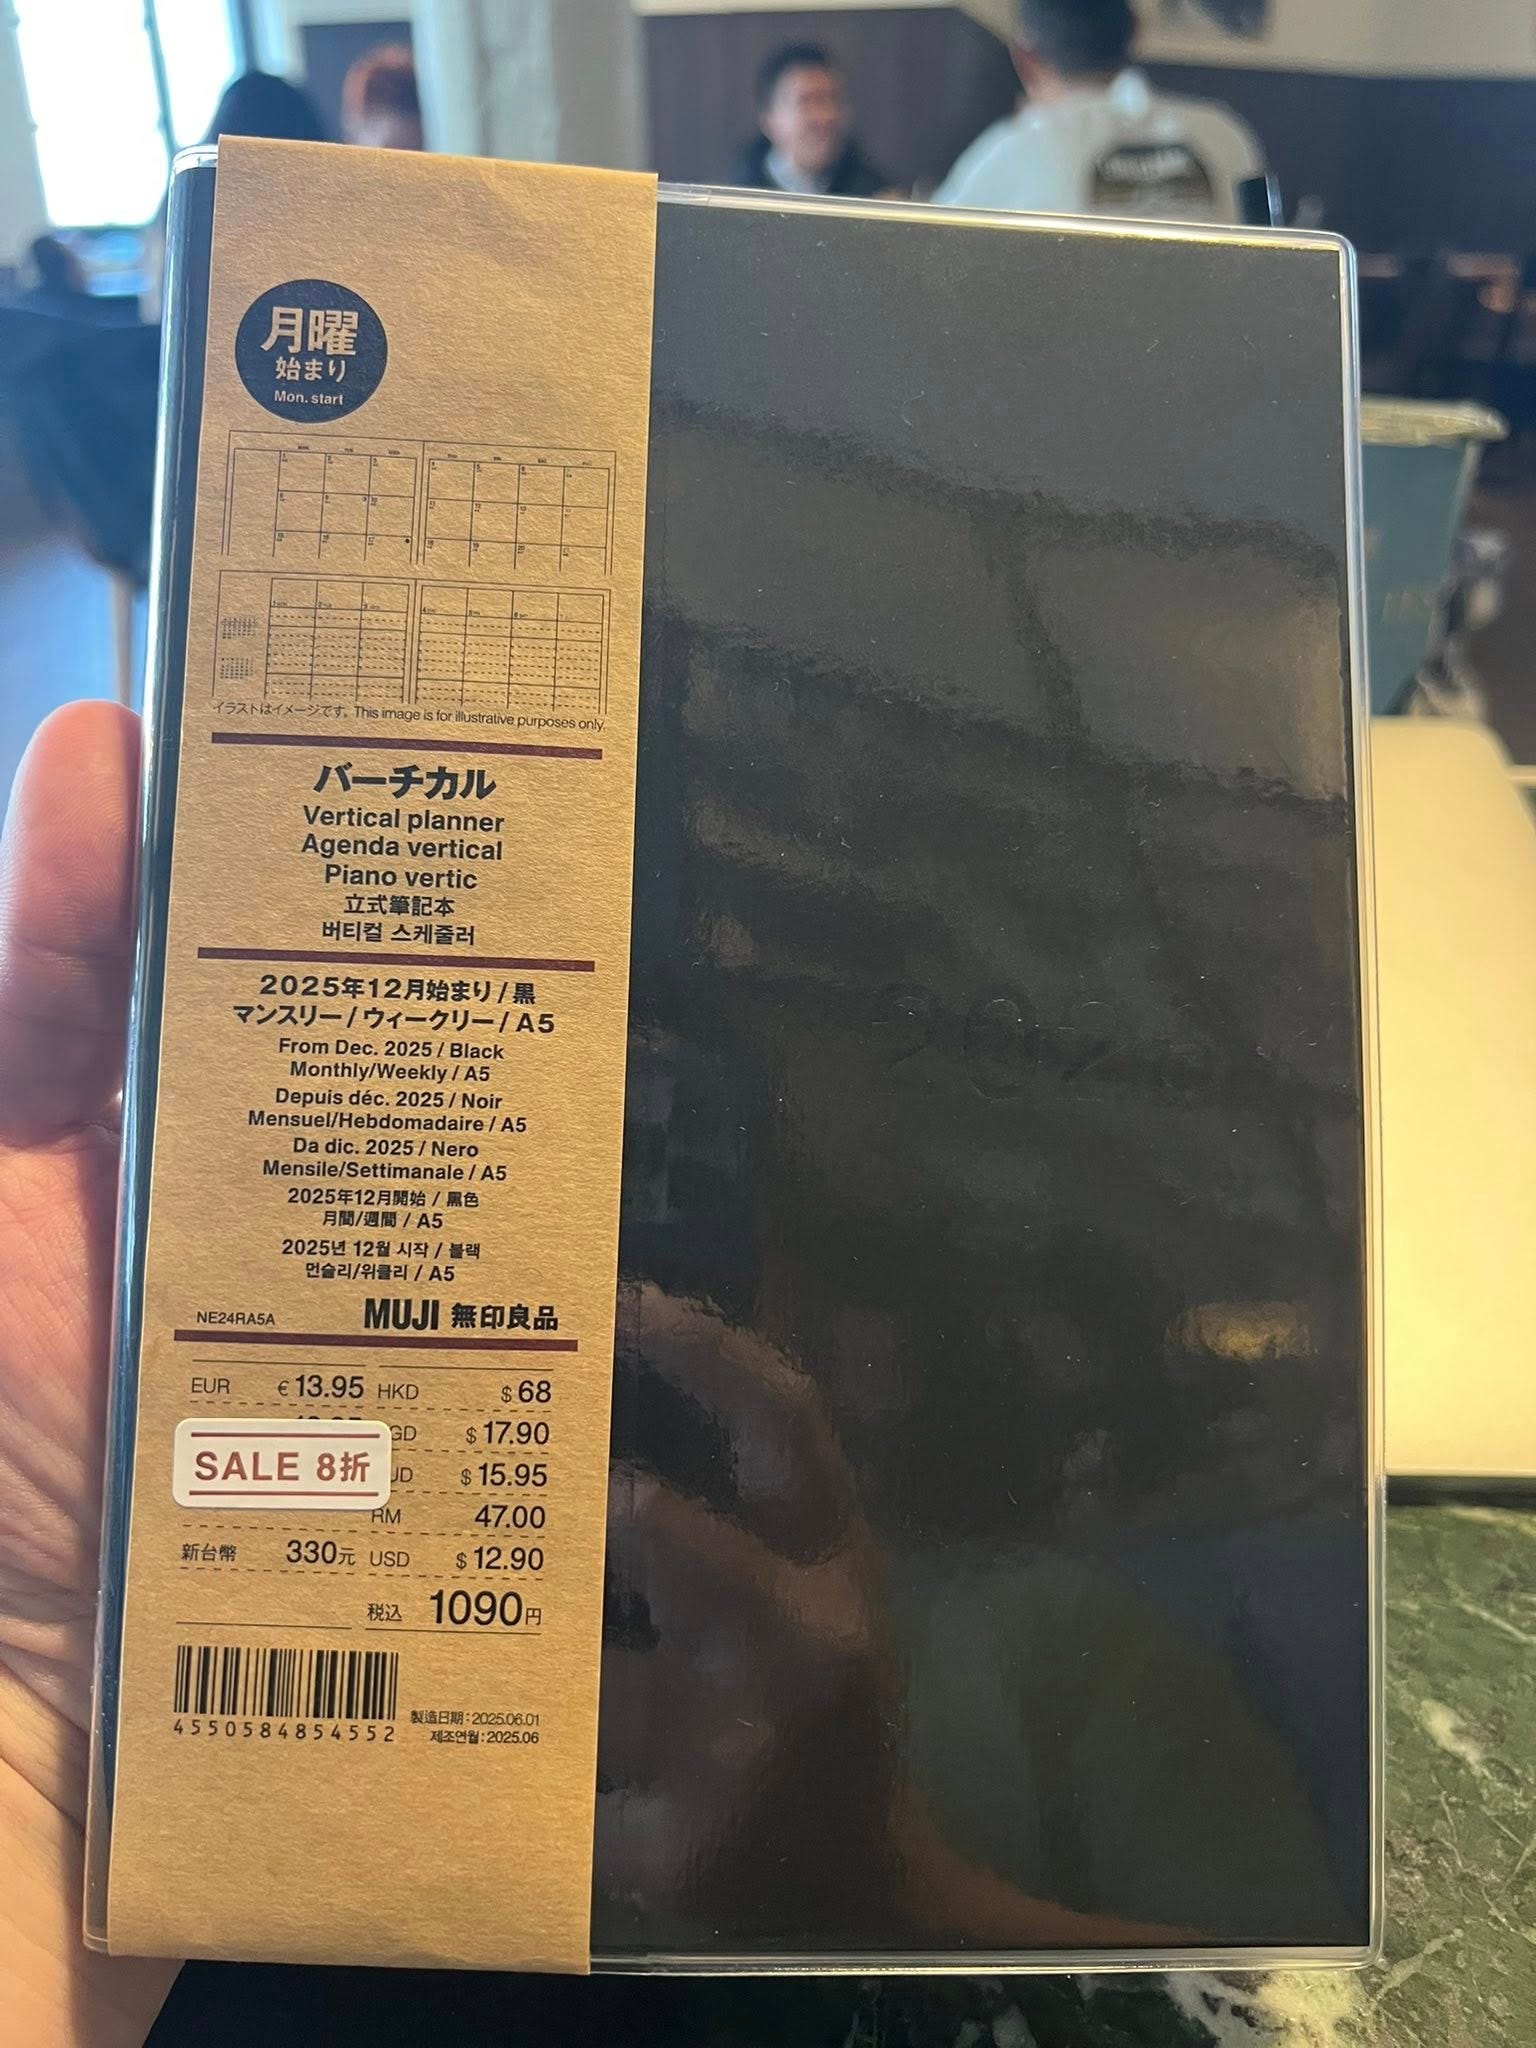 月曜
始まり
Mon. start
イラストはイメージです。This image is for illustrative purposes only.
バーチカル
Vertical planner
Agenda vertical
Piano vertic
立式筆記本
버티컬 스케줄러
2025年12月始まり/黒
マンスリー/ウィークリー/A5
From Dec. 2025/Black
Monthly/Weekly/A5
Depuis déc. 2025/Noir
Mensuel/Hebdomadaire/A5
Da dic. 2025/Nero
Mensile/Settimanale/A5
2025年12月開始/黒色
月間/週間/A5
2025년 12월 시작/블랙
먼슬리/위클리/A5
NE24RA5A MUJI 無印良品
EUR €13.95 HKD $68
GD $17.90
SALE 8折
UD $15.95
RM 47.00
新台幣 330元 USD $12.90
税込 1090円
4550584854552
製造日期：2025.06.01
제조연월：2025.06
202